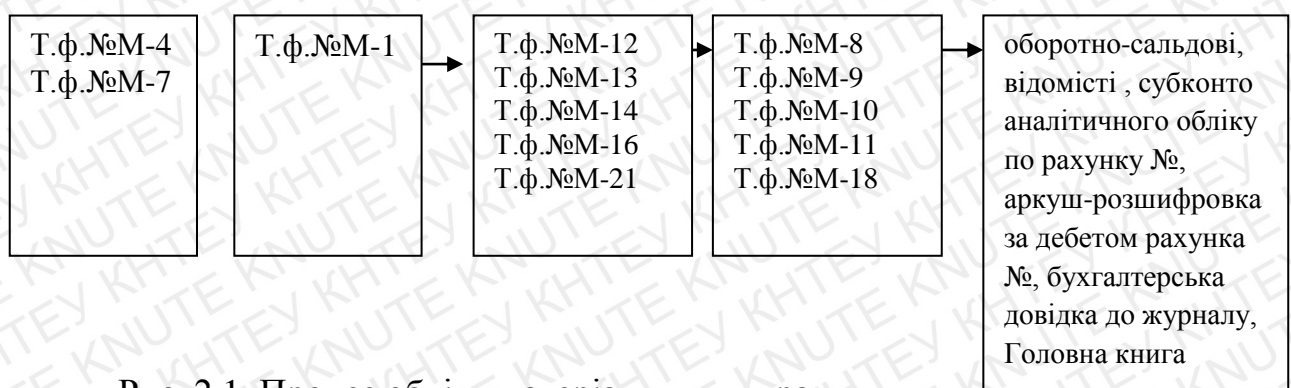 Т.ф.№М-4
Т.ф.№М-7
Т.ф.№М-1
Т.ф.№М-12
Т.ф.№М-13
Т.ф.№М-14
Т.ф.№М-16
Т.ф.№М-21
Т.ф.№М-8
Т.ф.№М-9
Т.ф.№М-10
Т.ф.№М-11
Т.ф.№М-18
оборотно-сальдові,
відомісті , субконто
аналітичного обліку
по рахунку №,
аркуш-розшифровка
за дебетом рахунка
№, бухгалтерська
довідка до журналу,
Головна книга